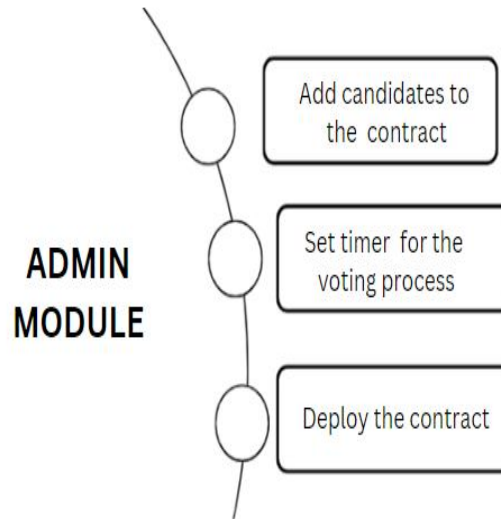 ADMIN
MODULE
Add candidates to
the contract
Set timer for the
voting process
Deploy the contract